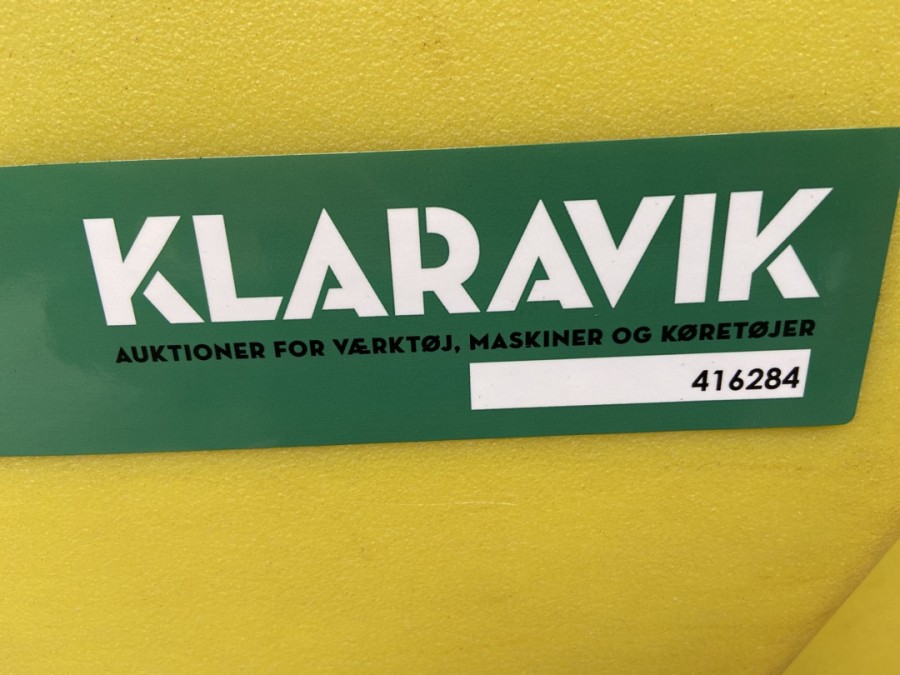 KLARAVIK
AUKTIONER FOR VÆRKTØJ, MASKINER OG KØRETØJER
416284